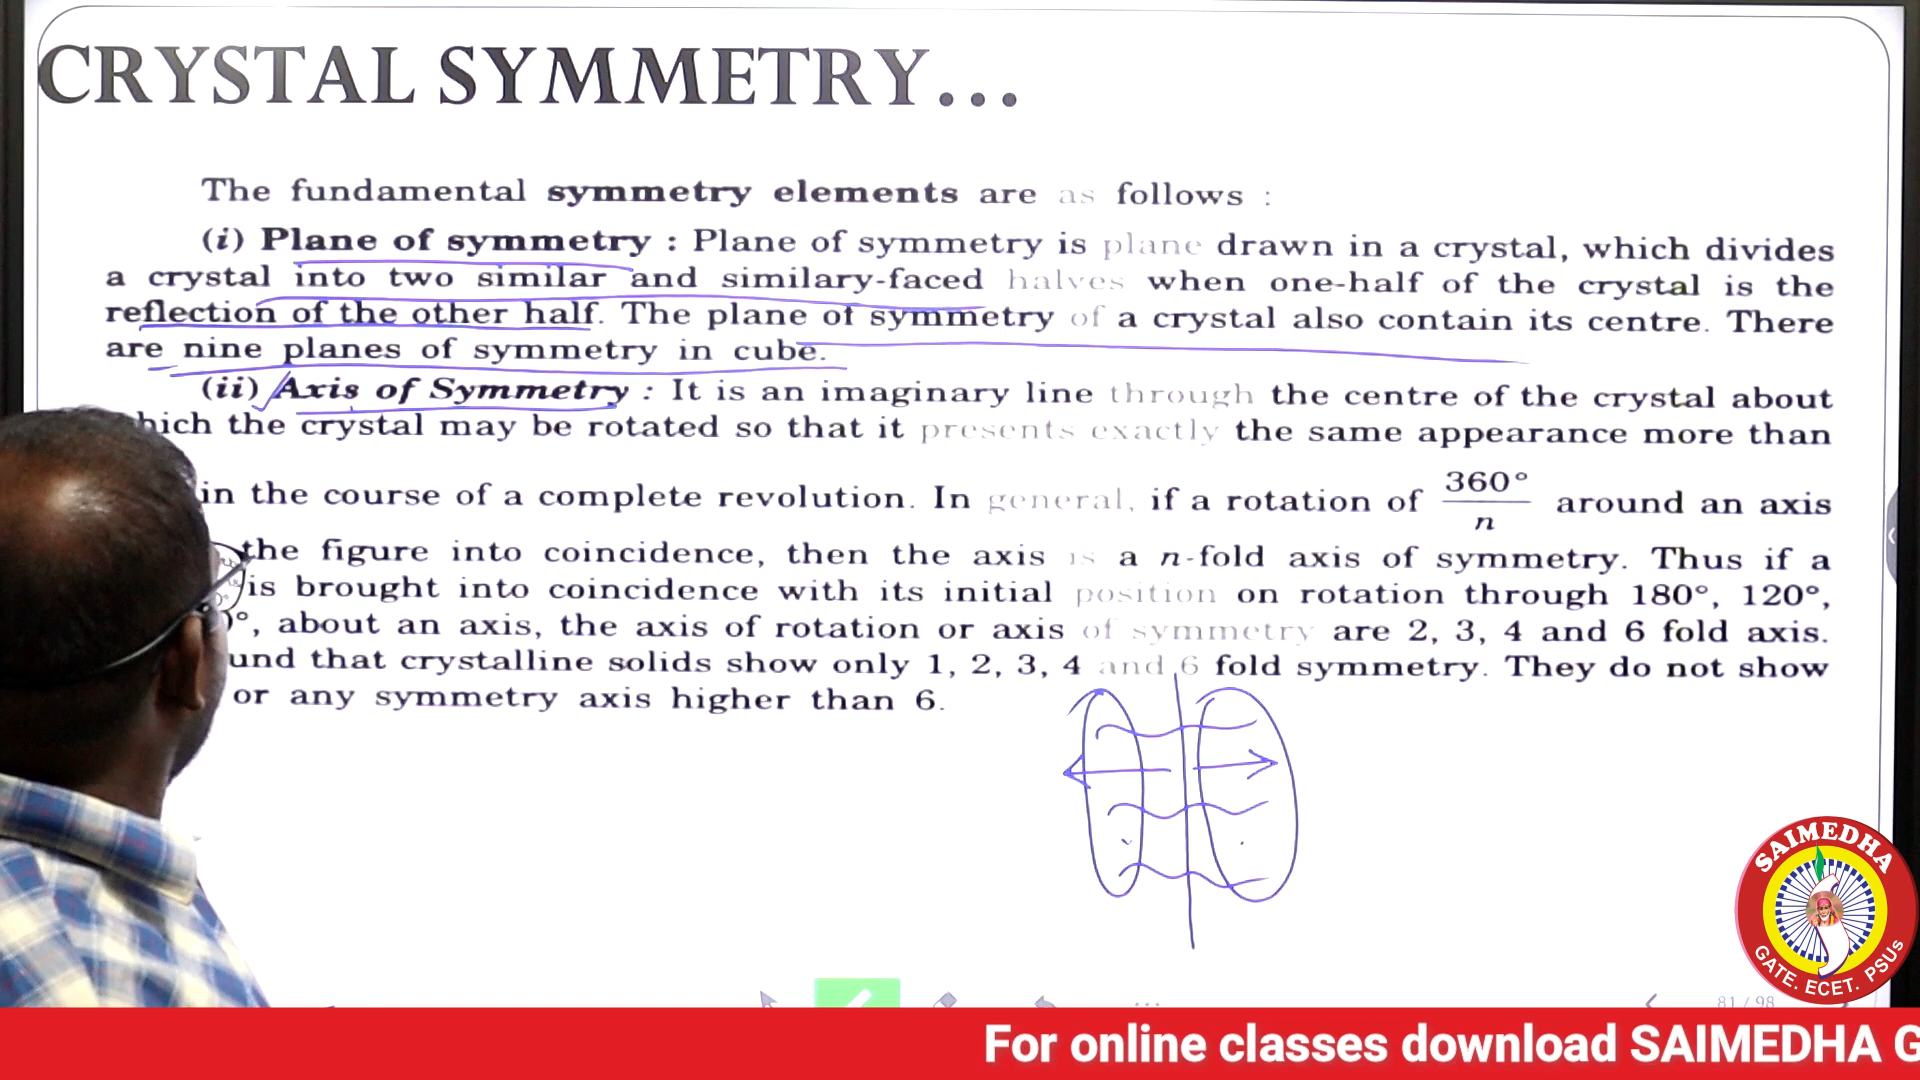 CRYSTAL SYMMETRY...
The fundamental symmetry elements are as follows :
(i) Plane of symmetry : Plane of symmetry is plane drawn in a crystal, which divides
a crystal into two similar and similary-faced halves when one-half of the crystal is the
reflection of the other half. The plane of symmetry of a crystal also contain its centre. There
are nine planes of symmetry in cube.
(ii) Axis of Symmetry : It is an imaginary line through the centre of the crystal about
hich the crystal may be rotated so that it presents exactly the same appearance more than
in the course of a complete revolution. In general, if a rotation of 360°/n around an axis
the figure into coincidence, then the axis is a n-fold axis of symmetry. Thus if a
is brought into coincidence with its initial position on rotation through 180°, 120°,
°, about an axis, the axis of rotation or axis of symmetry are 2, 3, 4 and 6 fold axis.
und that crystalline solids show only 1, 2, 3, 4 and 6 fold symmetry. They do not show
or any symmetry axis higher than 6.
SAIMEDHA
GATE. ECET. PSUs
81 / 98
For online classes download SAIMEDHA G